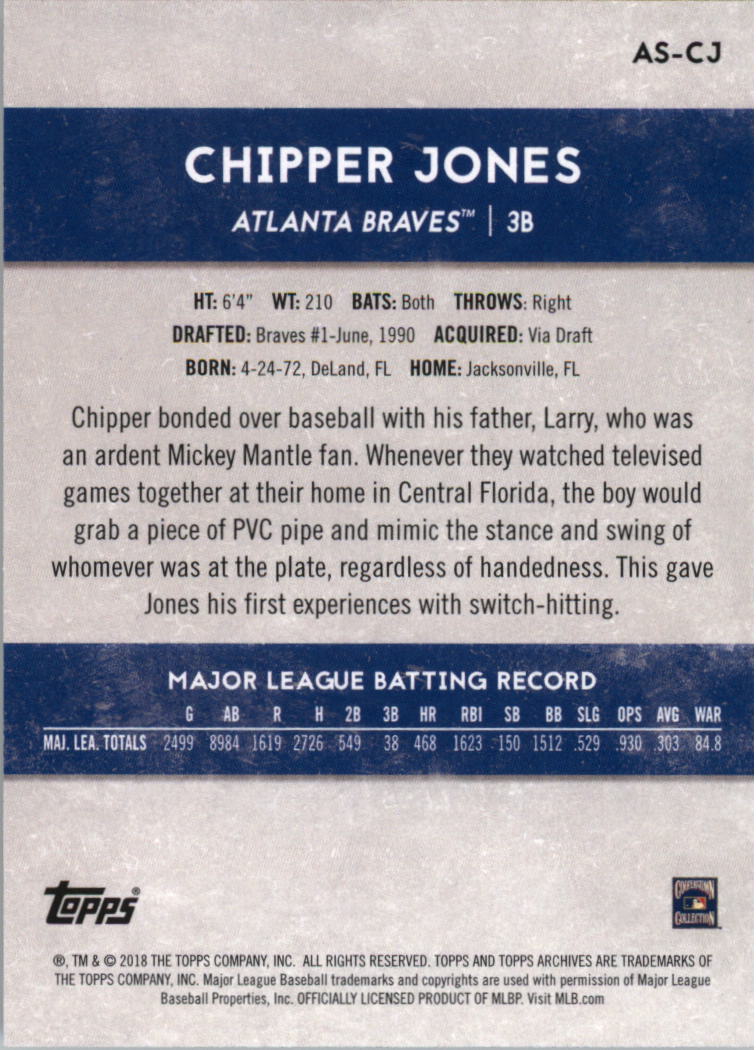 AS-CJ
CHIPPER JONES
ATLANTA BRAVES™ | 3B
HT: 6'4" WT: 210 BATS: Both THROWS: Right
DRAFTED: Braves #1-June, 1990 ACQUIRED: Via Draft
BORN: 4-24-72, DeLand, FL HOME: Jacksonville, FL
Chipper bonded over baseball with his father, Larry, who was
an ardent Mickey Mantle fan. Whenever they watched televised
games together at their home in Central Florida, the boy would
grab a piece of PVC pipe and mimic the stance and swing of
whomever was at the plate, regardless of handedness. This gave
Jones his first experiences with switch-hitting.
MAJOR LEAGUE BATTING RECORD
G AB R H 2B 3B HR RBI SB BB SLG OPS AVG WAR
MAJ. LEA. TOTALS 2499 8984 1619 2726 549 38 468 1623 150 1512 .529 .930 .303 84.8
Topps®
COOPERSTOWN
COLLECTION
®, TM & © 2018 THE TOPPS COMPANY, INC. ALL RIGHTS RESERVED. TOPPS AND TOPPS ARCHIVES ARE TRADEMARKS OF
THE TOPPS COMPANY, INC. Major League Baseball trademarks and copyrights are used with permission of Major League
Baseball Properties, Inc. OFFICIALLY LICENSED PRODUCT OF MLBP. Visit MLB.com